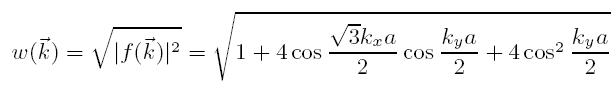 w(\vec{k}) = \sqrt{|f(\vec{k})|^2} = \sqrt{1 + 4\cos\frac{\sqrt{3}k_x a}{2}\cos\frac{k_y a}{2} + 4\cos^2\frac{k_y a}{2}}